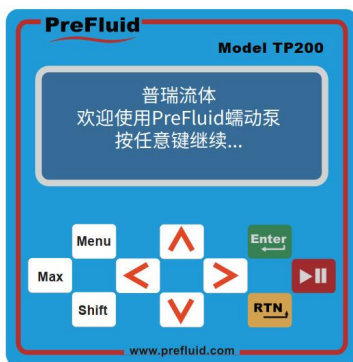 PreFluid
Model TP200
普瑞流体
欢迎使用PreFluid蠕动泵
按任意键继续...
Menu
Enter
Max
Shift
RTN
www.prefluid.com